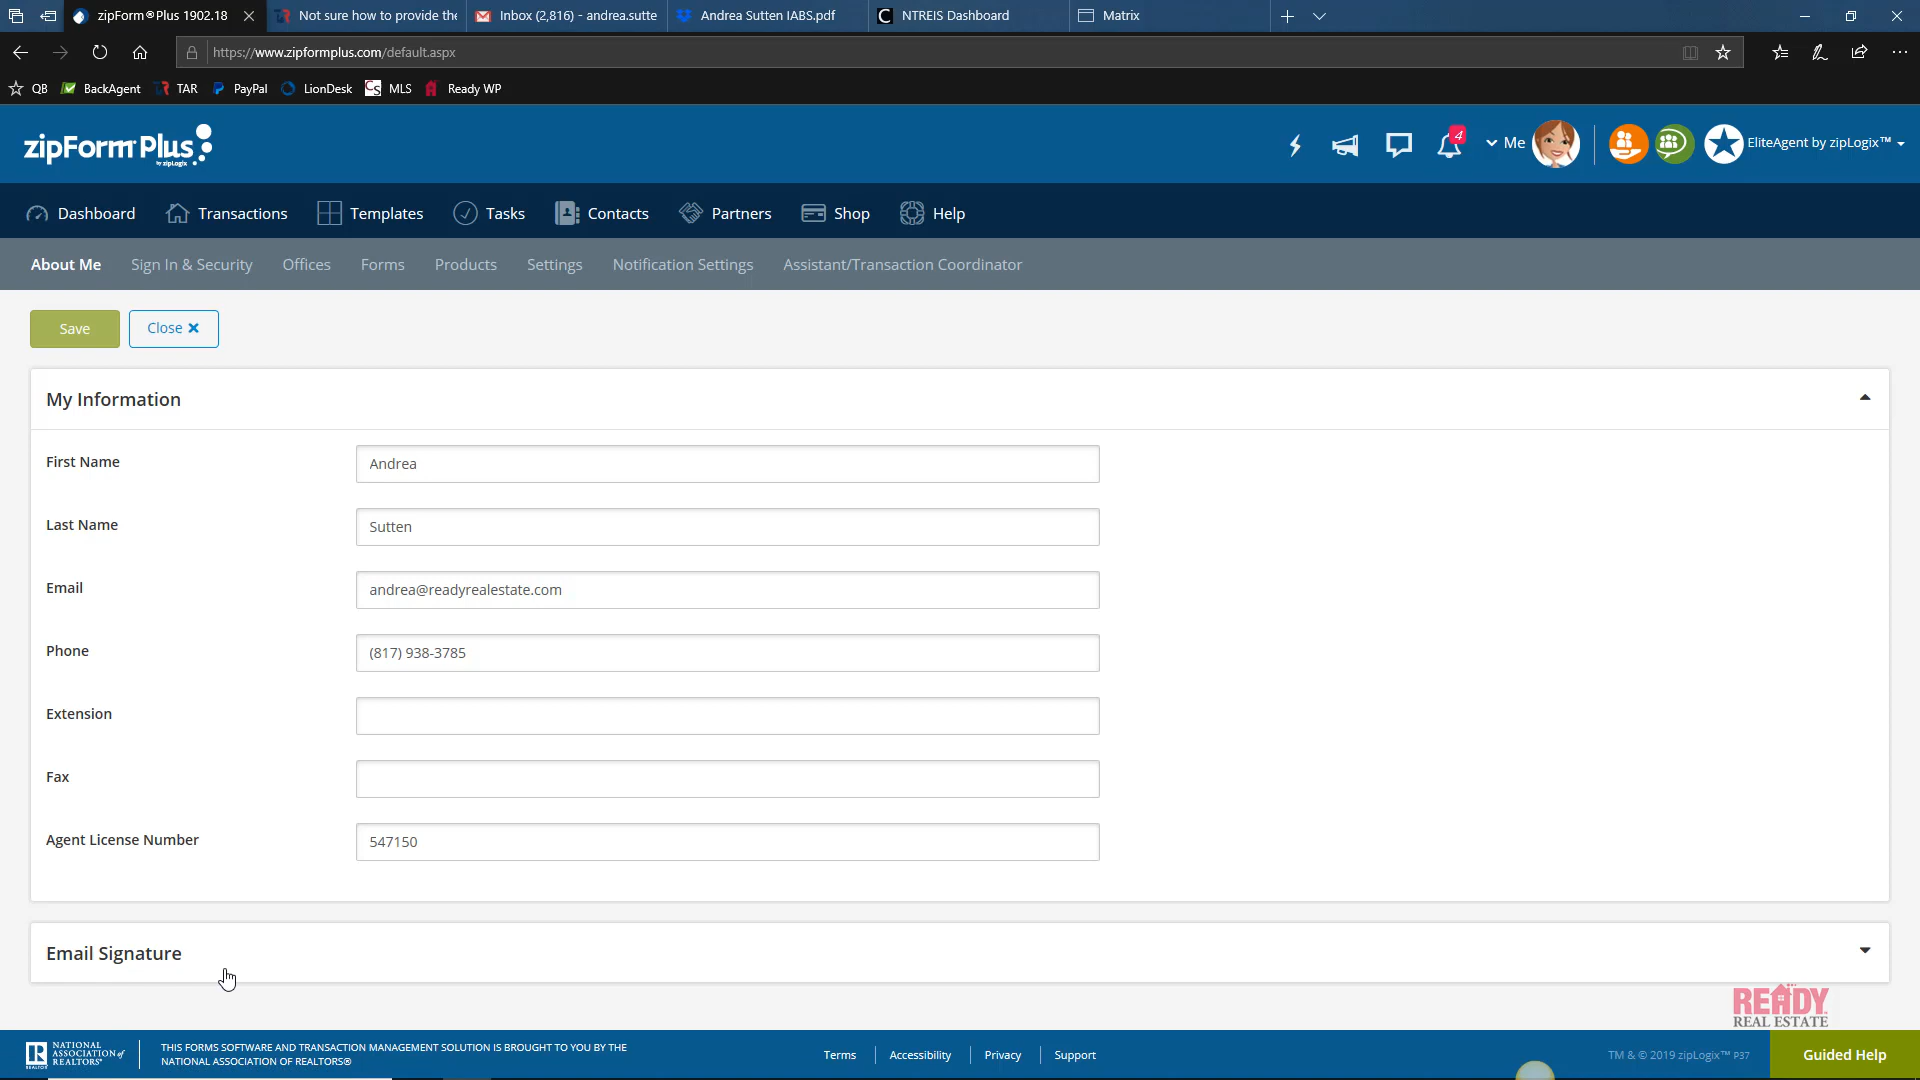 zipForm®Plus 1902.18
Not sure how to provide the
Inbox (2,816) - andrea.sutte
Andrea Sutten IABS.pdf
NTREIS Dashboard
Matrix
https://www.zipformplus.com/default.aspx
QB
BackAgent
TAR
PayPal
LionDesk
MLS
Ready WP
zipForm Plus
by zipLogix
4
Me
EliteAgent by zipLogix™
Dashboard
Transactions
Templates
Tasks
Contacts
Partners
Shop
Help
About Me
Sign In & Security
Offices
Forms
Products
Settings
Notification Settings
Assistant/Transaction Coordinator
Save
Close
My Information
First Name
Andrea
Last Name
Sutten
Email
andrea@readyrealestate.com
Phone
(817) 938-3785
Extension
Fax
Agent License Number
547150
Email Signature
READY
REAL ESTATE
NATIONAL
ASSOCIATION of
REALTORS®
THIS FORMS SOFTWARE AND TRANSACTION MANAGEMENT SOLUTION IS BROUGHT TO YOU BY THE
NATIONAL ASSOCIATION OF REALTORS®
Terms
Accessibility
Privacy
Support
TM & © 2019 zipLogix™ P37
Guided Help